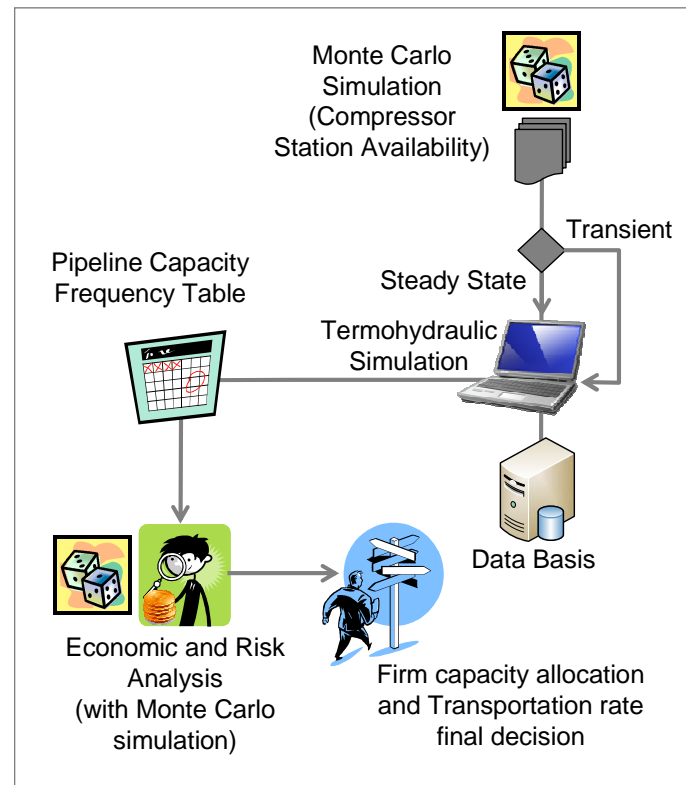 Monte Carlo
Simulation
(Compressor
Station Availability)
Transient
Steady State
Pipeline Capacity
Frequency Table
Termohydraulic
Simulation
Data Basis
Economic and Risk
Analysis
(with Monte Carlo
simulation)
Firm capacity allocation
and Transportation rate
final decision